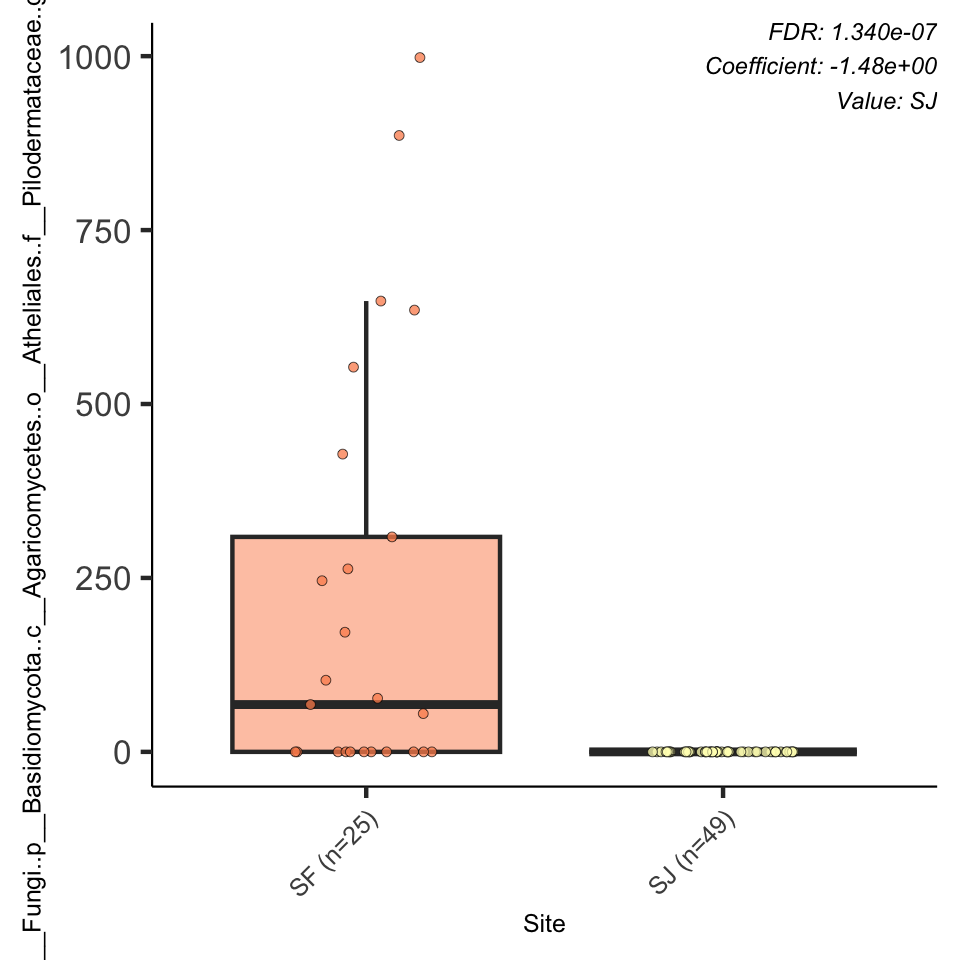 __Fungi..p__Basidiomycota..c__Agaricomycetes..o__Atheliales..f__Pilodermataceae..g
1000
750
500
250
0
FDR: 1.340e-07
Coefficient: -1.48e+00
Value: SJ
SF (n=25)
SJ (n=49)
Site